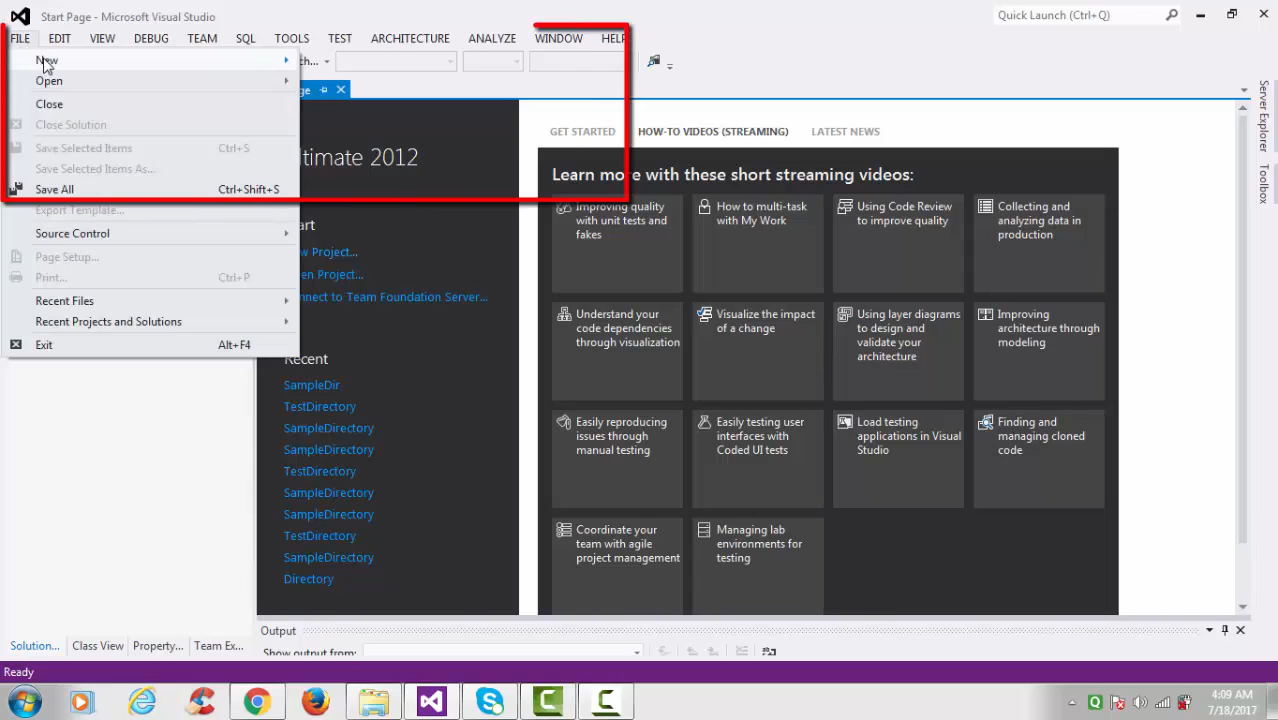 Start Page - Microsoft Visual Studio
Quick Launch (Ctrl+Q)
FILE EDIT VIEW DEBUG TEAM SQL TOOLS TEST ARCHITECTURE ANALYZE WINDOW HELP
New
Open
Close
Close Solution
Save Selected Items Ctrl+S
Save Selected Items As...
Save All Ctrl+Shift+S
Export Template...
Source Control
Page Setup...
Print... Ctrl+P
Recent Files
Recent Projects and Solutions
Exit Alt+F4
2012
Project...
Project...
Team Foundation Server...
Recent
SampleDir
TestDirectory
SampleDirectory
SampleDirectory
TestDirectory
SampleDirectory
SampleDirectory
TestDirectory
SampleDirectory
Directory
GET STARTED HOW-TO VIDEOS (STREAMING) LATEST NEWS
Learn more with these short streaming videos:
Improving quality
with unit tests and
fakes
How to multi-task
with My Work
Using Code Review
to improve quality
Collecting and
analyzing data in
production
Understand your
code dependencies
through visualization
Visualize the impact
of a change
Using layer diagrams
to design and
validate your
architecture
Improving
architecture through
modeling
Easily reproducing
issues through
manual testing
Easily testing user
interfaces with
Coded UI tests
Load testing
applications in Visual
Studio
Finding and
managing cloned
code
Coordinate your
team with agile
project management
Managing lab
environments for
testing
Server Explorer
Toolbox
Solution... Class View Property... Team Ex...
Output
Show output from:
Ready
4:09 AM
7/18/2017